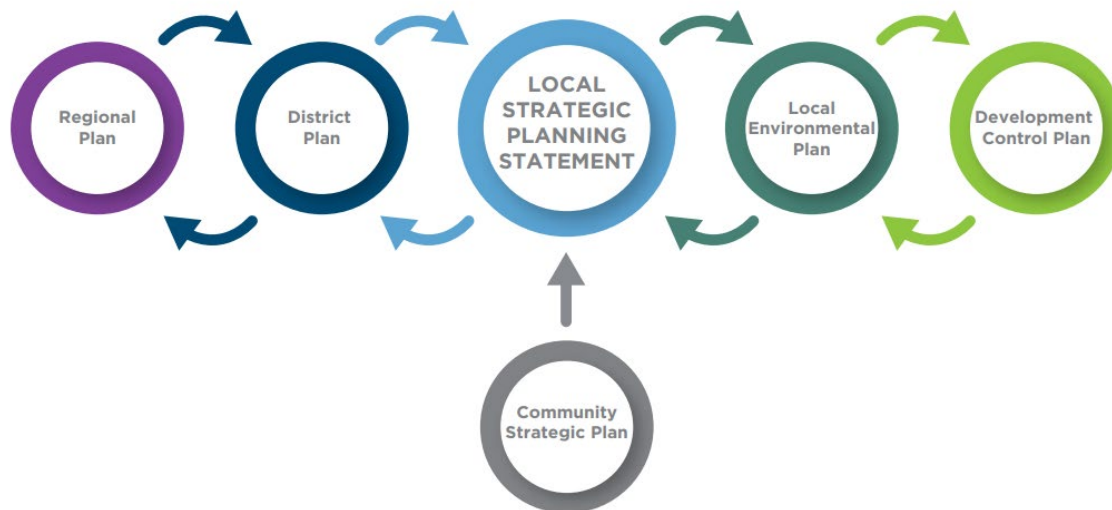 Regional
Plan
District
Plan
LOCAL
STRATEGIC
PLANNING
STATEMENT
Local
Environmental
Plan
Development
Control Plan
Community
Strategic Plan